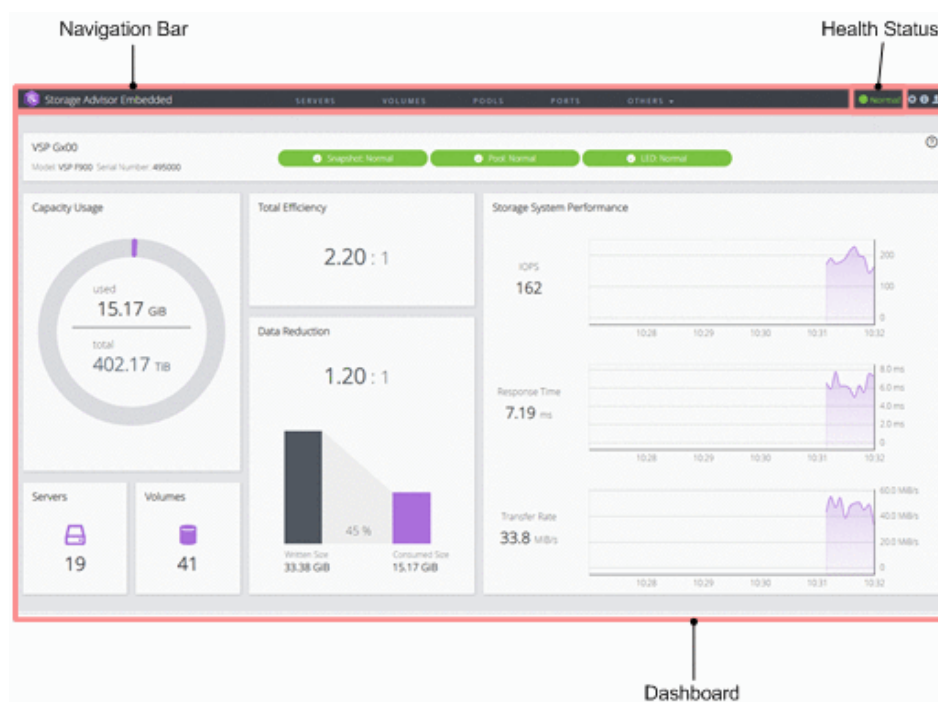 Navigation Bar
Health Status
Storage Advisor Embedded
SERVERS VOLUMES POOLS PORTS OTHERS
Normal
VSP Gx00
Model: VSP F900 Serial Number: 495000
Snapshot: Normal
Pool: Normal
LED: Normal
Capacity Usage
used
15.17 GiB
total
402.17 TiB
Total Efficiency
2.20 : 1
Data Reduction
1.20 : 1
45 %
Written Size
33.38 GiB
Consumed Size
15.17 GiB
Servers
19
Volumes
41
Storage System Performance
IOPS
162
200
100
0
10:28 10:29 10:30 10:31 10:32
Response Time
7.19 ms
8.0 ms
6.0 ms
4.0 ms
2.0 ms
0
10:28 10:29 10:30 10:31 10:32
Transfer Rate
33.8 MiB/s
60.0 MiB/s
40.0 MiB/s
20.0 MiB/s
0
10:28 10:29 10:30 10:31 10:32
Dashboard